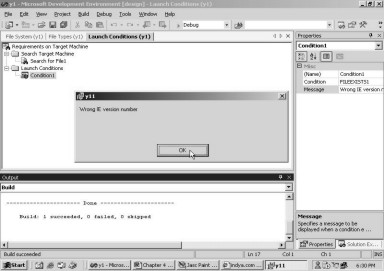 y1 - Microsoft Development Environment [design] - Launch Conditions (y1)
File Edit View Project Build Debug Tools Window Help
Debug
File System (y1) | File Types (y1) Launch Conditions (y1)
Requirements on Target Machine
Search Target Machine
Search for File1
Launch Conditions
Condition1
Properties
Condition1
Misc
(Name) Condition1
Condition FILEEXISTS1
Message Wrong IE version n
y11
Wrong IE version number
OK
Output
Build
---------------------- Done ----------------------
Build: 1 succeeded, 0 failed, 0 skipped
Message
Specifies a message to be
displayed when a condition e ...
Properties Solution Ex...
Build succeeded Ln 17 Col 1 Ch 1 INS
Start y1 - Micros... Chapter 4 ... Jasc Paint ... indya.com ... y11 6:30 PM